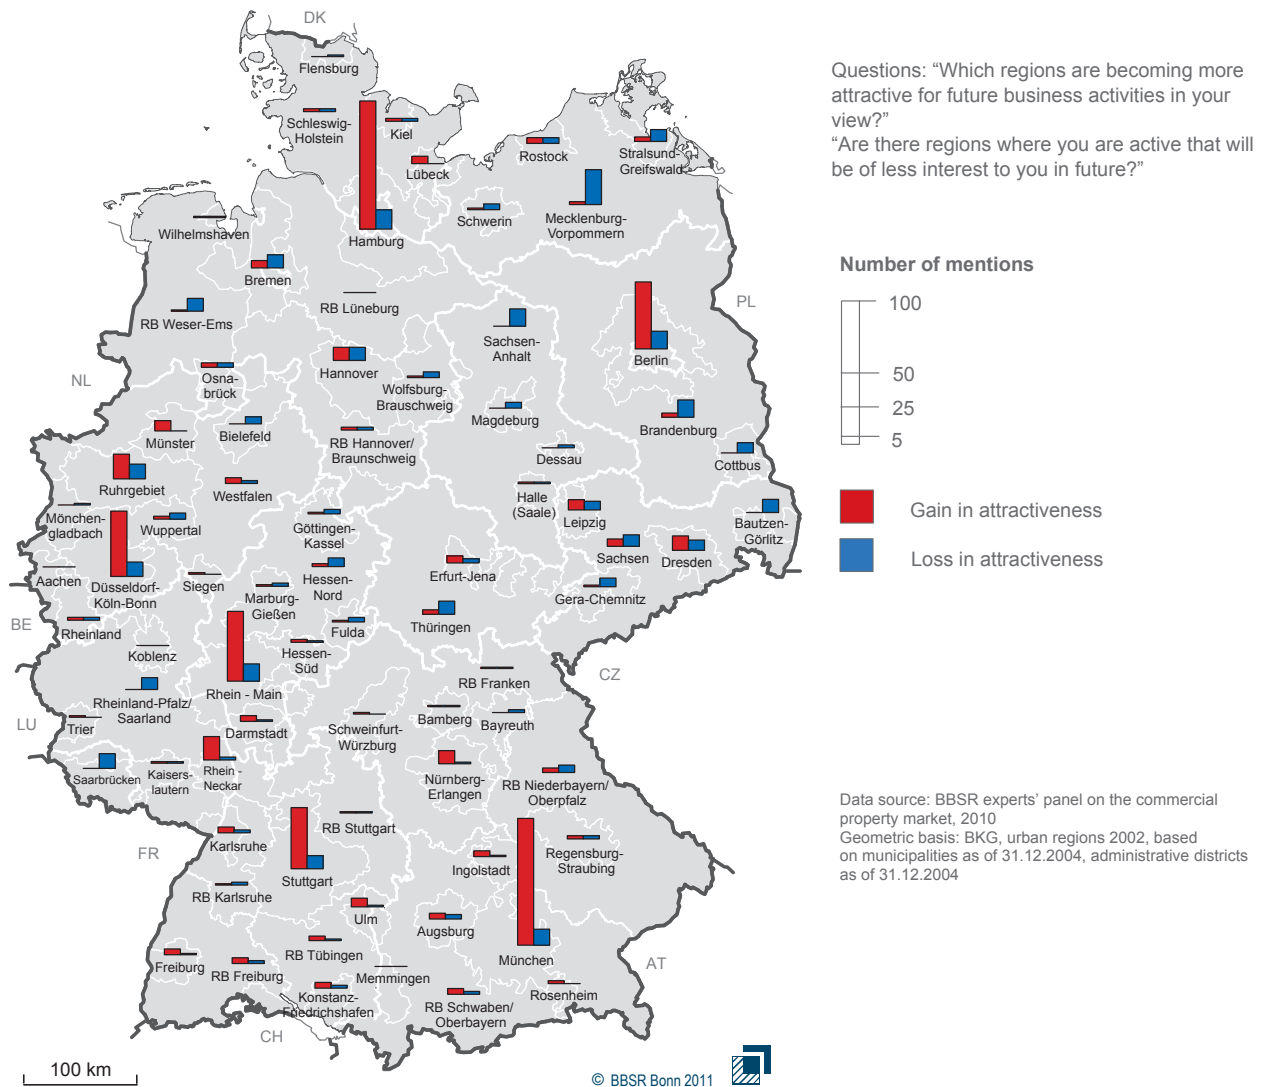 DK
Flensburg
Schleswig-
Holstein
Kiel
Lübeck
Rostock
Stralsund-
Greifswald
Mecklenburg-
Vorpommern
Schwerin
Hamburg
Wilhelmshaven
Bremen
RB Weser-Ems
RB Lüneburg
Sachsen-
Anhalt
Berlin
PL
NL
Osna-
brück
Hannover
Wolfsburg-
Brauschweig
Magdeburg
Brandenburg
Münster
Bielefeld
RB Hannover/
Braunschweig
Dessau
Cottbus
Ruhrgebiet
Westfalen
Halle
(Saale)
Leipzig
Bautzen-
Görlitz
Mönchen-
gladbach
Wuppertal
Göttingen-
Kassel
Sachsen
Dresden
Aachen
Düsseldorf-
Köln-Bonn
Siegen
Marburg-
Gießen
Hessen-
Nord
Erfurt-Jena
Gera-Chemnitz
BE
Rheinland
Koblenz
Fulda
Thüringen
Hessen-
Süd
CZ
Rhein - Main
RB Franken
Rheinland-Pfalz/
Saarland
LU
Trier
Darmstadt
Schweinfurt-
Würzburg
Bamberg
Bayreuth
Saarbrücken
Kaisers-
lautern
Rhein -
Neckar
Nürnberg-
Erlangen
RB Niederbayern/
Oberpfalz
FR
Karlsruhe
RB Stuttgart
Regensburg-
Straubing
Ingolstadt
Stuttgart
RB Karlsruhe
Ulm
Augsburg
München
AT
Freiburg
RB Freiburg
RB Tübingen
Memmingen
Konstanz-
Friedrichshafen
RB Schwaben/
Oberbayern
Rosenheim
CH
100 km
© BBSR Bonn 2011
Questions: “Which regions are becoming more
attractive for future business activities in your
view?”
“Are there regions where you are active that will
be of less interest to you in future?”
Number of mentions
100
50
25
5
Gain in attractiveness
Loss in attractiveness
Data source: BBSR experts’ panel on the commercial
property market, 2010
Geometric basis: BKG, urban regions 2002, based
on municipalities as of 31.12.2004, administrative districts
as of 31.12.2004